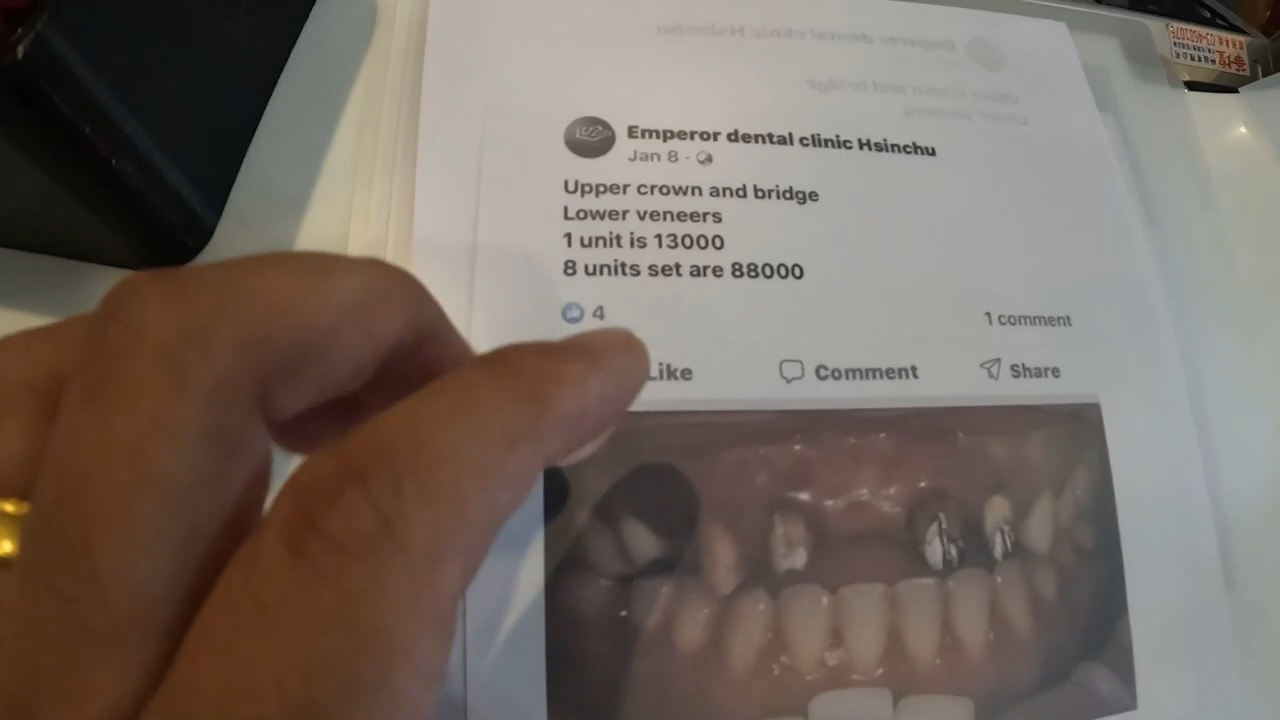 Emperor dental clinic Hsinchu
Jan 8 ·
Upper crown and bridge
Lower veneers
1 unit is 13000
8 units set are 88000
4
1 comment
Like
Comment
Share